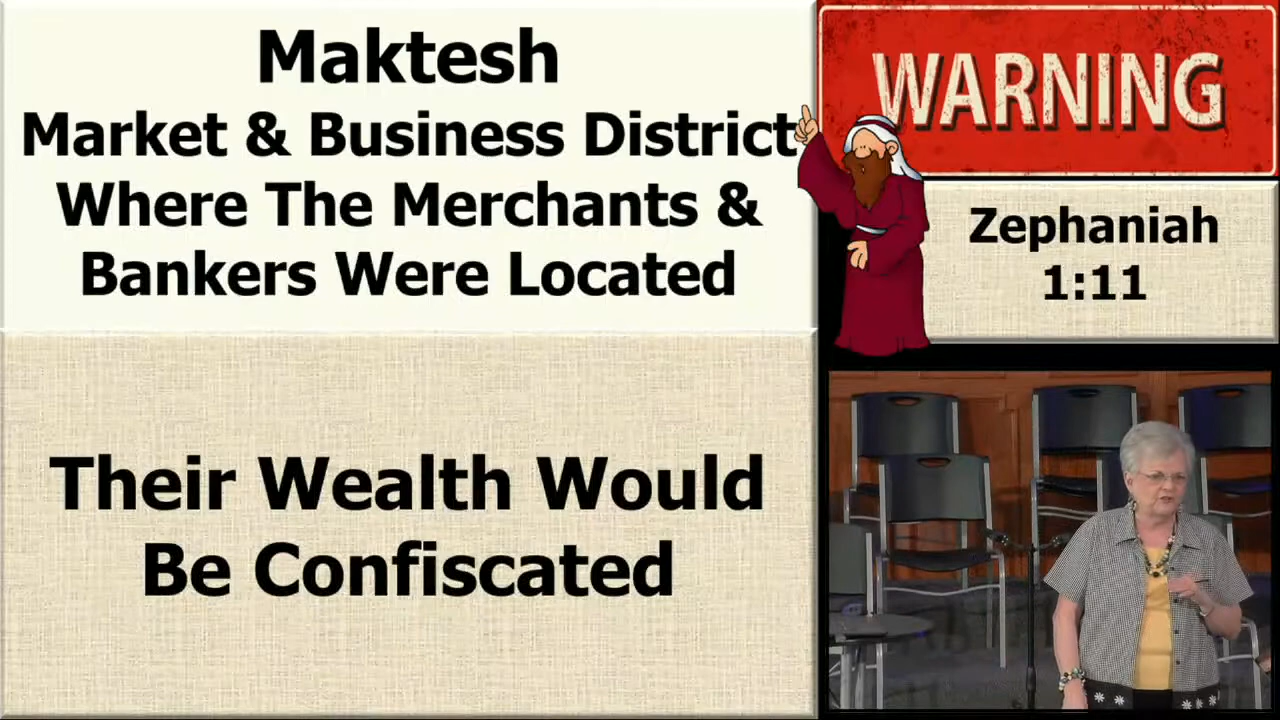 Maktesh
Market & Business District
Where The Merchants &
Bankers Were Located
Their Wealth Would
Be Confiscated
WARNING
Zephaniah
1:11